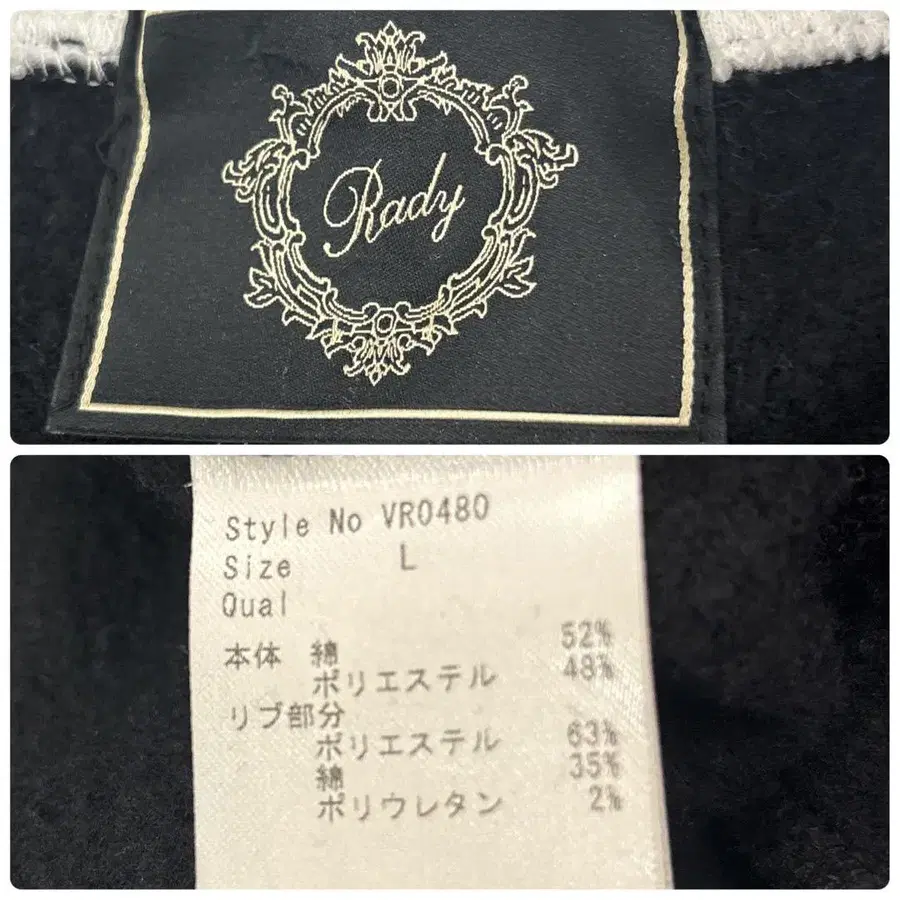 Rady
Style No VR0480
Size L
Qual
本体 綿 52%
ポリエステル 48%
リブ部分
ポリエステル 63%
綿 35%
ポリウレタン 2%